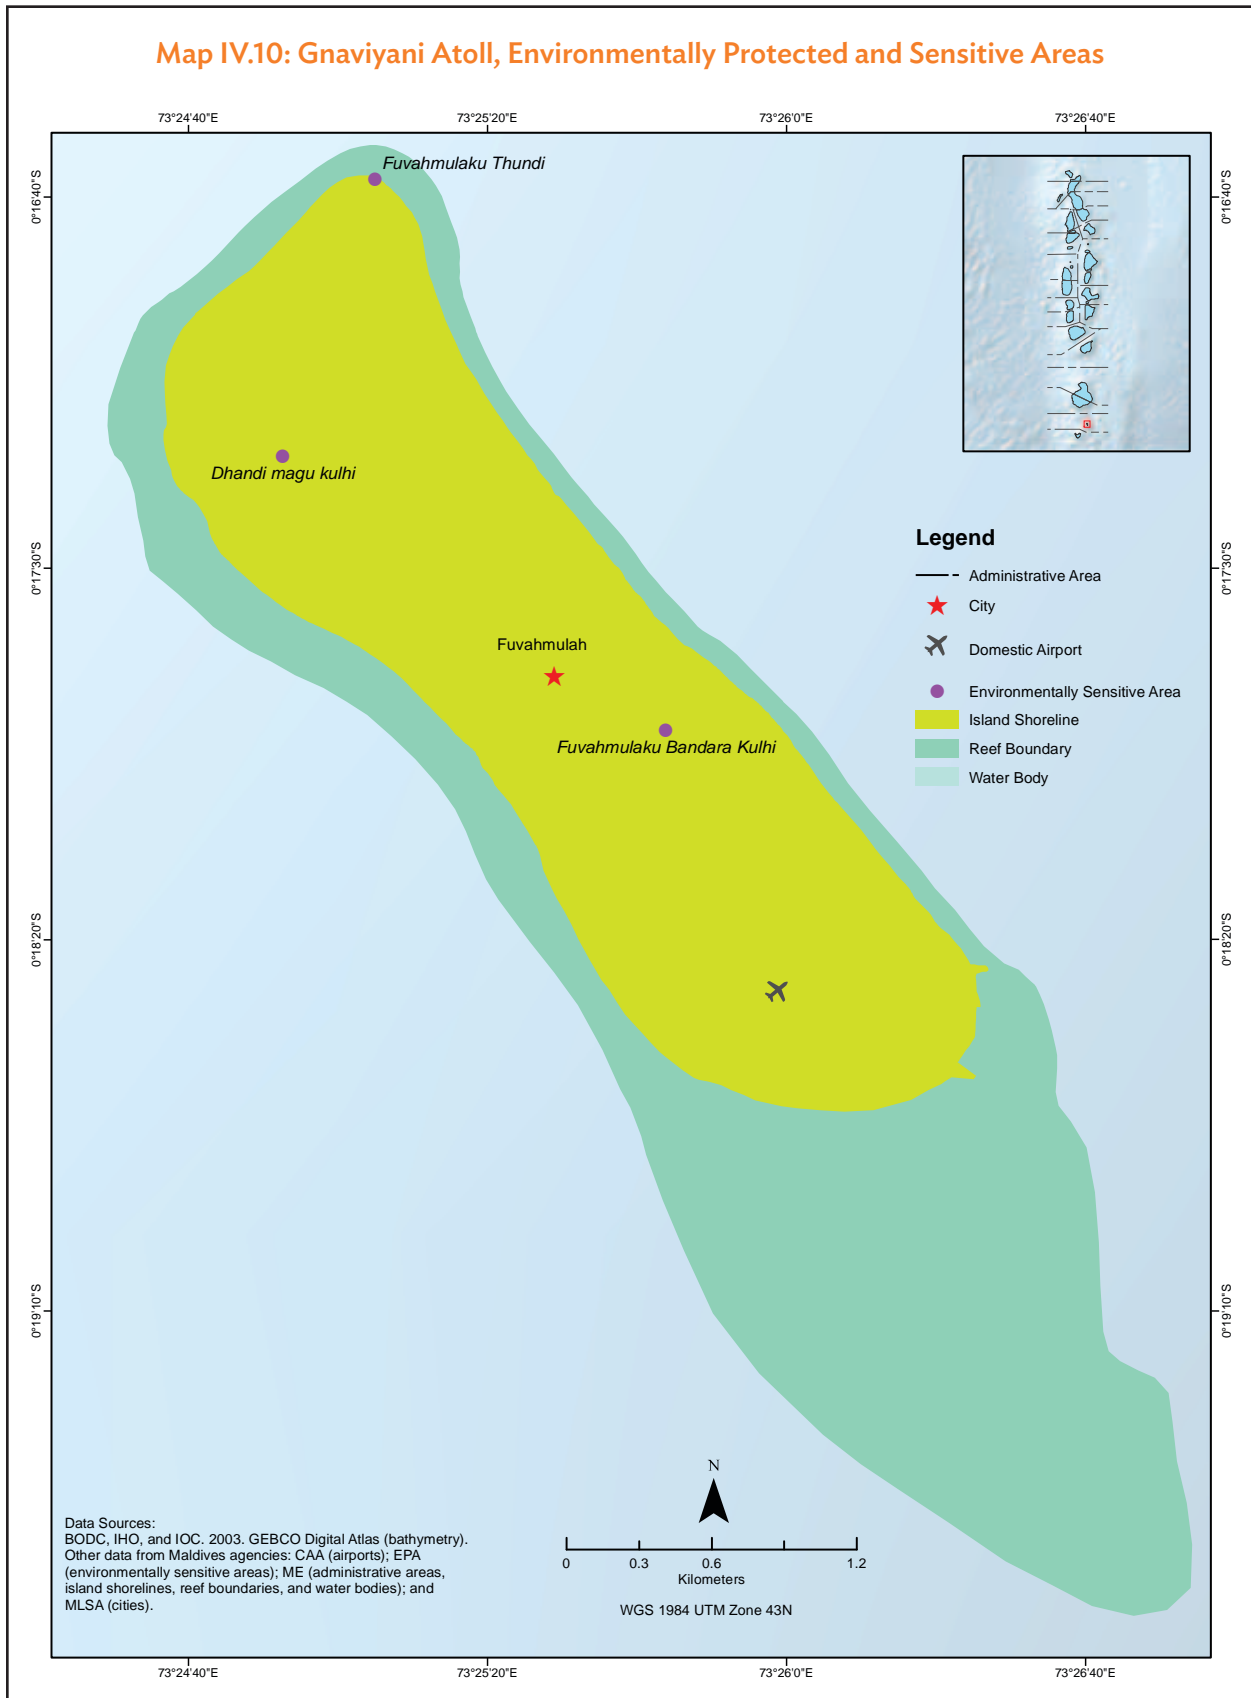 Map IV.10: Gnaviyani Atoll, Environmentally Protected and Sensitive Areas
73°24'40"E 73°25'20"E 73°26'0"E 73°26'40"E
0°16'40"S 0°16'40"S
Fuvahmulaku Thundi
Dhandi magu kulhi
0°17'30"S 0°17'30"S
Legend
Administrative Area
City
Domestic Airport
Environmentally Sensitive Area
Island Shoreline
Reef Boundary
Water Body
Fuvahmulah
Fuvahmulaku Bandara Kulhi
0°18'20"S 0°18'20"S
0°19'10"S 0°19'10"S
N
0 0.3 0.6 1.2
Kilometers
WGS 1984 UTM Zone 43N
Data Sources:
BODC, IHO, and IOC. 2003. GEBCO Digital Atlas (bathymetry).
Other data from Maldives agencies: CAA (airports); EPA
(environmentally sensitive areas); ME (administrative areas,
island shorelines, reef boundaries, and water bodies); and
MLSA (cities).
73°24'40"E 73°25'20"E 73°26'0"E 73°26'40"E